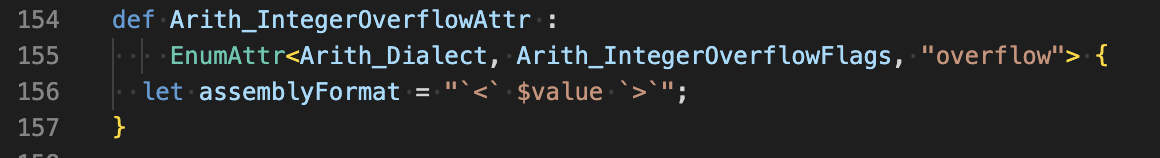 154 def Arith_IntegerOverflowAttr :
155 EnumAttr<Arith_Dialect, Arith_IntegerOverflowFlags, "overflow"> {
156 let assemblyFormat = "`<` $value `>`";
157 }